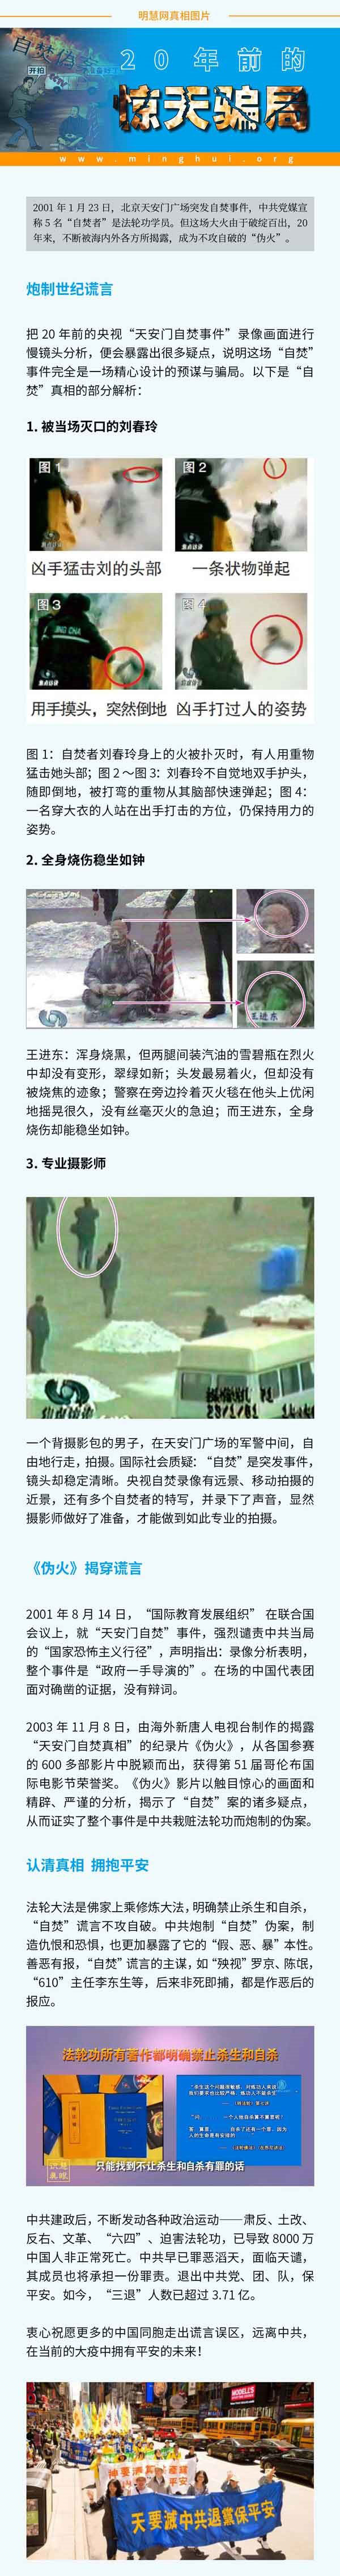 明慧网真相图片
自焚
开拍
20年前的
惊天骗局
www.minghui.org
2001 年 1 月 23 日，北京天安门广场突发自焚事件，中共党媒宣
称 5 名“自焚者”是法轮功学员。但这场大火由于破绽百出，20
年来，不断被海内外各方所揭露，成为不攻自破的“伪火”。
炮制世纪谎言
把 20 年前的央视“天安门自焚事件”录像画面进行
慢镜头分析，便会暴露出很多疑点，说明这场“自焚”
事件完全是一场精心设计的预谋与骗局。以下是“自
焚”真相的部分解析：
1. 被当场灭口的刘春玲
图 1
图 2
凶手猛击刘的头部
一条状物弹起
图 3
图 4
用手摸头，突然倒地
凶手打过人的姿势
图 1：自焚者刘春玲身上的火被扑灭时，有人用重物
猛击她头部；图 2～图 3：刘春玲不自觉地双手护头，
随即倒地，被打弯的重物从其脑部快速弹起；图 4：
一名穿大衣的人站在出手打击的方位，仍保持用力的
姿势。
2. 全身烧伤稳坐如钟
王进东
王进东：浑身烧黑，但两腿间装汽油的雪碧瓶在烈火
中却没有变形，翠绿如新；头发最易着火，但却没有
被烧焦的迹象；警察在旁边拎着灭火毯在他头上优闲
地摇晃很久，没有丝毫灭火的急迫；而王进东，全身
烧伤却能稳坐如钟。
3. 专业摄影师
一个背摄影包的男子，在天安门广场的军警中间，自
由地行走，拍摄。国际社会质疑：“自焚”是突发事件，
镜头却稳定清晰。央视自焚录像有远景、移动拍摄的
近景，还有多个自焚者的特写，并录下了声音，显然
摄影师做好了准备，才能做到如此专业的拍摄。
《伪火》揭穿谎言
2001 年 8 月 14 日，“国际教育发展组织” 在联合国
会议上，就“天安门自焚”事件，强烈谴责中共当局
的“国家恐怖主义行径”，声明指出：录像分析表明，
整个事件是“政府一手导演的”。在场的中国代表团
面对确凿的证据，没有辩词。
2003 年 11 月 8 日，由海外新唐人电视台制作的揭露
“天安门自焚真相”的纪录片《伪火》，从各国参赛
的 600 多部影片中脱颖而出，获得第 51 届哥伦布国
际电影节荣誉奖。《伪火》影片以触目惊心的画面和
精辟、严谨的分析，揭示了“自焚”案的诸多疑点，
从而证实了整个事件是中共栽赃法轮功而炮制的伪案。
认清真相 拥抱平安
法轮大法是佛家上乘修炼大法，明确禁止杀生和自杀，
“自焚”谎言不攻自破。中共炮制“自焚”伪案，制
造仇恨和恐惧，也更加暴露了它的“假、恶、暴”本性。
善恶有报，“自焚”谎言的主谋，如“殃视”罗京、陈氓，
“610”主任李东生等，后来非死即捕，都是作恶后的
报应。
法轮功所有著作都明确禁止杀生和自杀
只能找到不让杀生和自杀有罪的话
中共建政后，不断发动各种政治运动——肃反、土改、
反右、文革、“六四”、迫害法轮功，已导致 8000 万
中国人非正常死亡。中共早已罪恶滔天，面临天谴，
其成员也将承担一份罪责。退出中共党、团、队，保
平安。如今，“三退”人数已超过 3.71 亿。
衷心祝愿更多的中国同胞走出谎言误区，远离中共，
在当前的大疫中拥有平安的未来！
天要滅中共退黨保平安